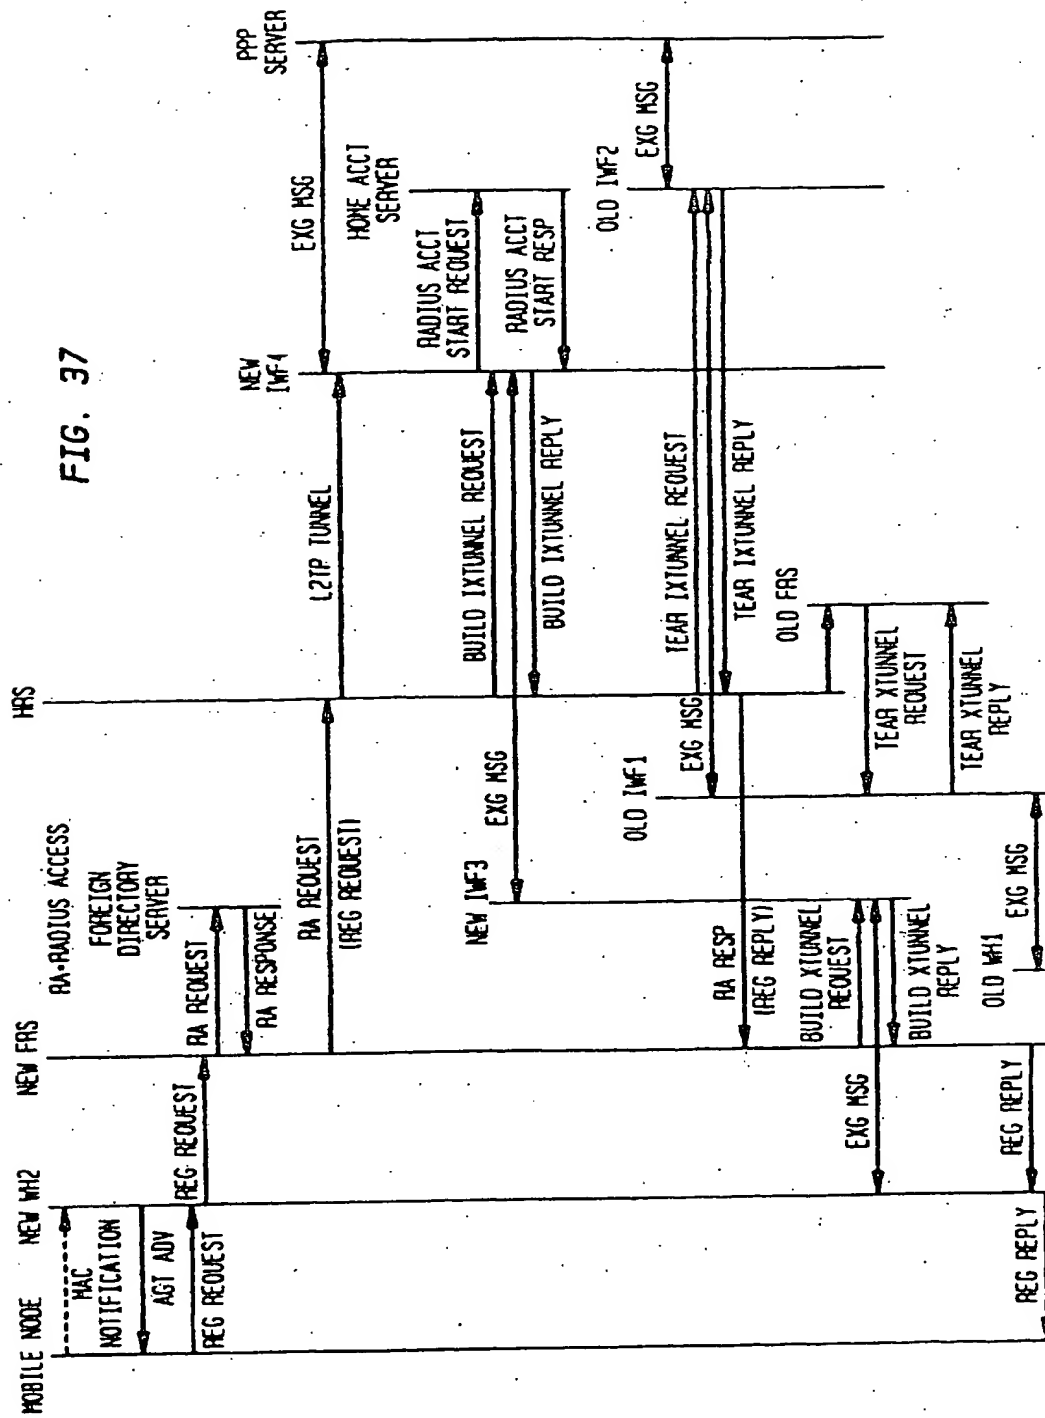 FIG. 37
MOBILE NODE
NEW WH2
NEW FRS
RA=RADIUS ACCESS
HRS
FOREIGN
DIRECTORY
SERVER
NEW
IWF4
PPP
SERVER
MAC
NOTIFICATION
AGT ADV
REG REQUEST
REG REQUEST
RA REQUEST
RA RESPONSE
RA REQUEST
(REG REQUEST)
L2TP TUNNEL
EXG MSG
HOME ACCT
SERVER
RADIUS ACCT
START REQUEST
RADIUS ACCT
START RESP
BUILD IXTUNNEL REQUEST
NEW IWF3
EXG MSG
BUILD IXTUNNEL REPLY
OLD IWF2
EXG MSG
TEAR IXTUNNEL REQUEST
OLD IWF1
EXG MSG
TEAR IXTUNNEL REPLY
RA RESP
(REG REPLY)
OLD FRS
BUILD XTUNNEL
REQUEST
EXG MSG
BUILD XTUNNEL
REPLY
TEAR XTUNNEL
REQUEST
TEAR XTUNNEL
REPLY
OLD WH1
EXG MSG
REG REPLY
REG REPLY